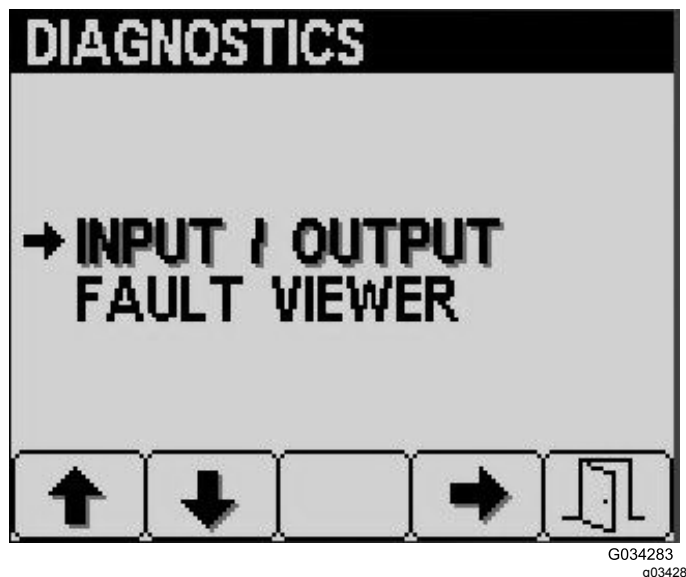 DIAGNOSTICS
INPUT / OUTPUT
FAULT VIEWER
G034283
g03428